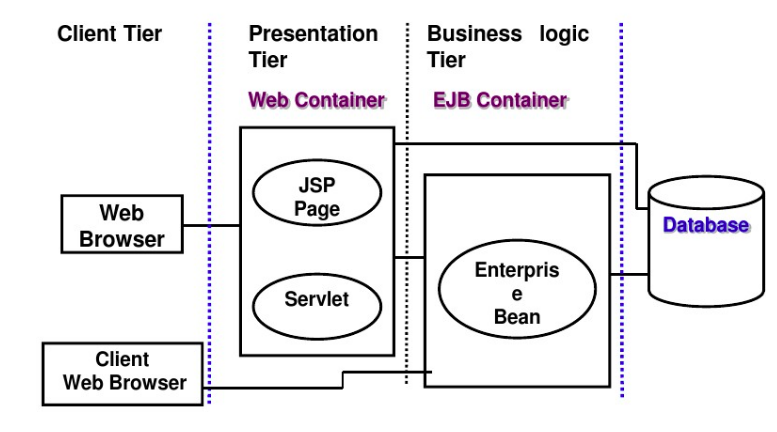 Client Tier
Presentation
Tier
Business logic
Tier
Web Container
EJB Container
JSP
Page
Web
Browser
Database
Enterpris
e
Bean
Servlet
Client
Web Browser